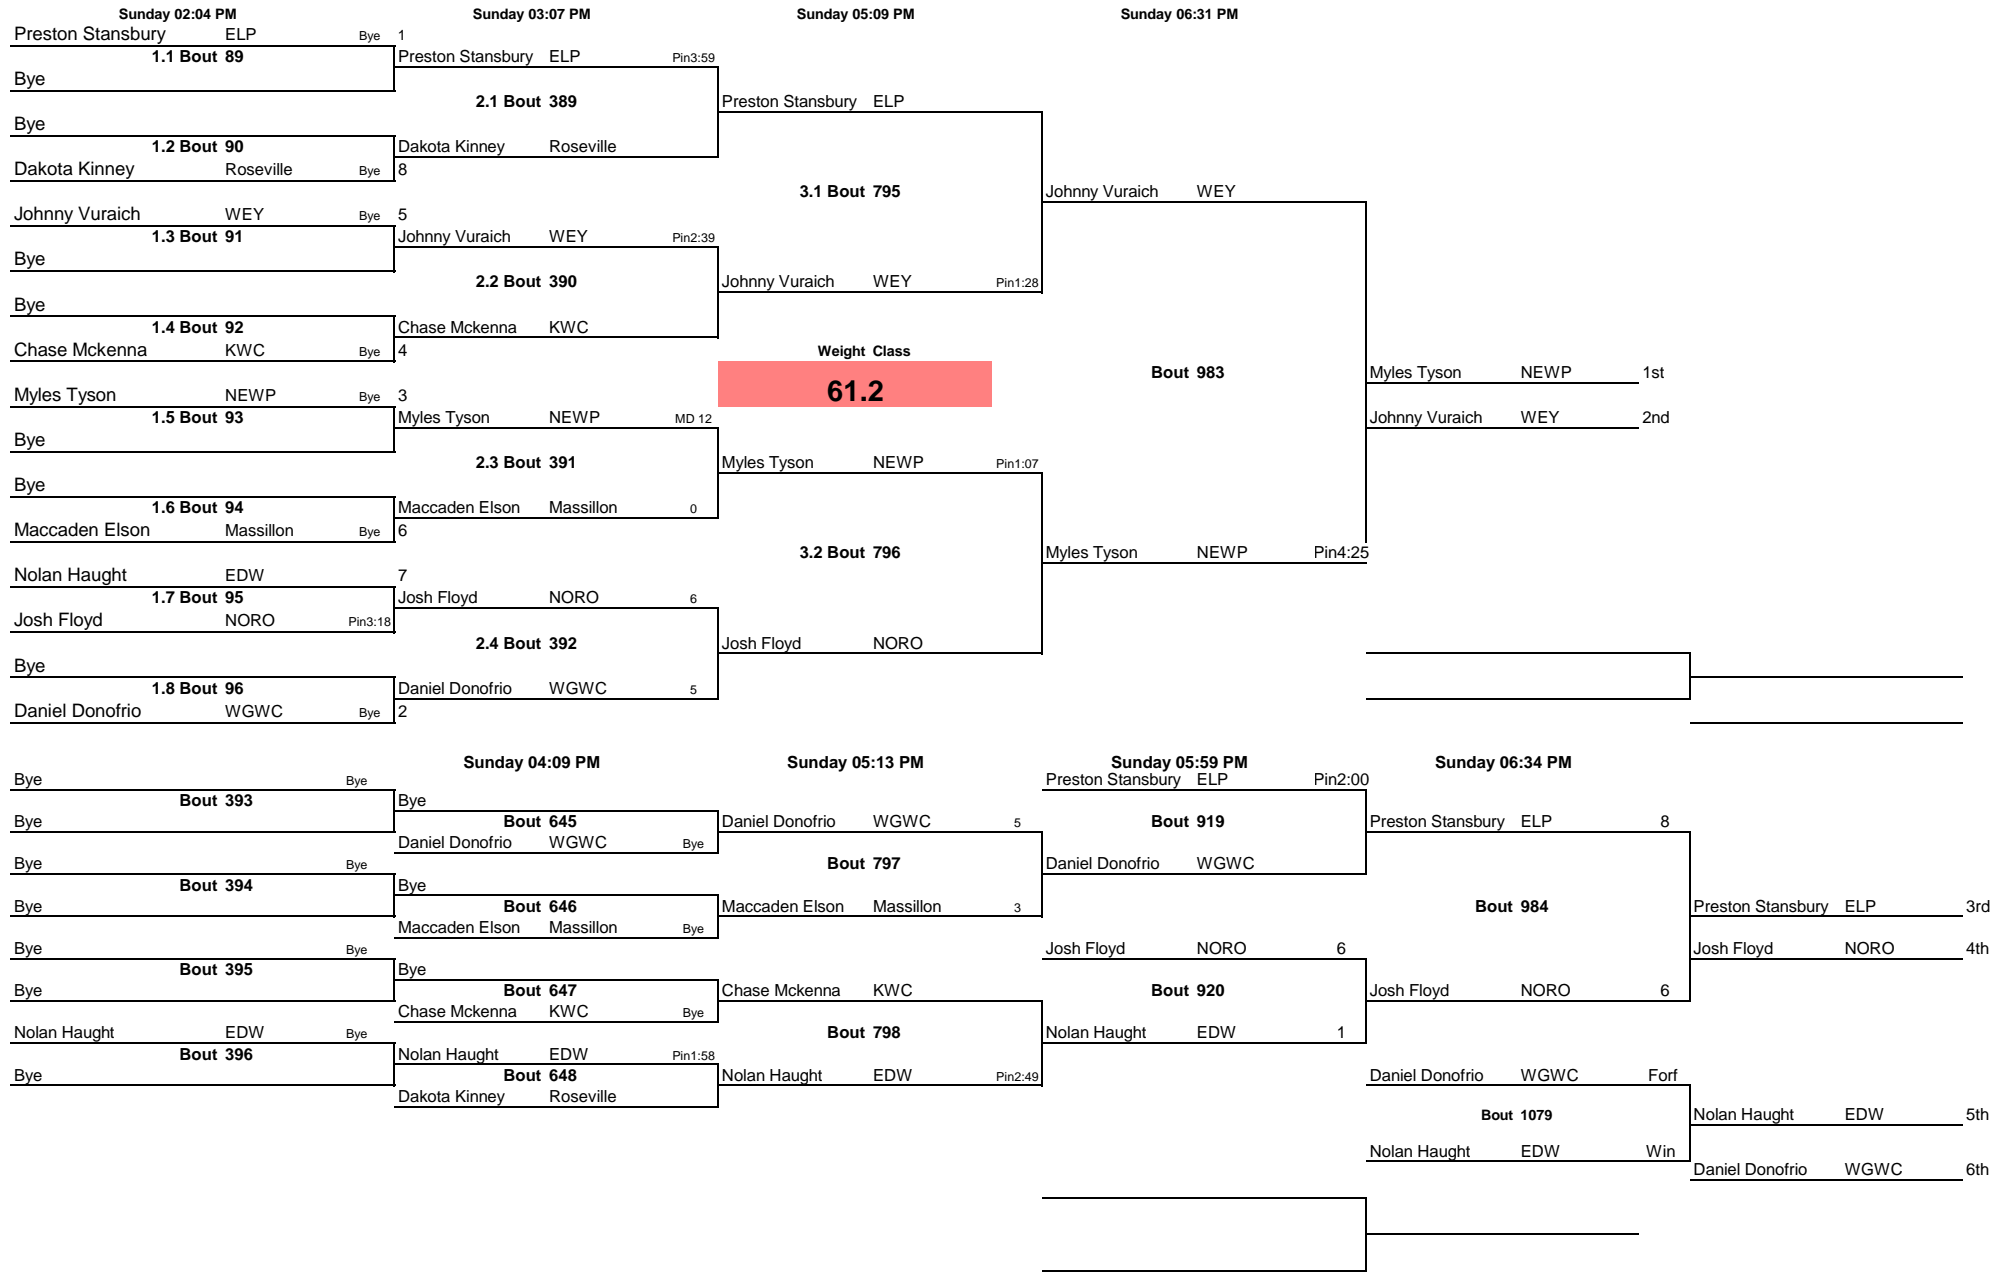 Sunday 02:04 PM Sunday 03:07 PM Sunday 05:09 PM Sunday 06:31 PM
Preston Stansbury ELP Bye 1
1.1 Bout 89 Preston Stansbury ELP Pin3:59
Bye
2.1 Bout 389 Preston Stansbury ELP
Bye
1.2 Bout 90 Dakota Kinney Roseville
Dakota Kinney Roseville Bye 8
3.1 Bout 795 Johnny Vuraich WEY
Johnny Vuraich WEY Bye 5
1.3 Bout 91 Johnny Vuraich WEY Pin2:39
Bye
2.2 Bout 390 Johnny Vuraich WEY Pin1:28
Bye
1.4 Bout 92 Chase Mckenna KWC
Chase Mckenna KWC Bye 4 Weight Class
Bout 983 Myles Tyson NEWP 1st
Myles Tyson NEWP Bye 3 61.2
1.5 Bout 93 Myles Tyson NEWP MD 12 Johnny Vuraich WEY 2nd
Bye
2.3 Bout 391 Myles Tyson NEWP Pin1:07
Bye
1.6 Bout 94 Maccaden Elson Massillon 0
Maccaden Elson Massillon Bye 6
3.2 Bout 796 Myles Tyson NEWP Pin4:25
Nolan Haught EDW 7
1.7 Bout 95 Josh Floyd NORO 6
Josh Floyd NORO Pin3:18
2.4 Bout 392 Josh Floyd NORO
Bye
1.8 Bout 96 Daniel Donofrio WGWC 5
Daniel Donofrio WGWC Bye 2
Sunday 04:09 PM Sunday 05:13 PM Sunday 05:59 PM Sunday 06:34 PM
Bye Bye Preston Stansbury ELP Pin2:00
Bout 393 Bye
Bye Bout 645 Daniel Donofrio WGWC 5 Bout 919 Preston Stansbury ELP 8
Daniel Donofrio WGWC Bye
Bye Bye Bout 797 Daniel Donofrio WGWC
Bout 394 Bye
Bye Bout 646 Maccaden Elson Massillon 3 Bout 984 Preston Stansbury ELP 3rd
Maccaden Elson Massillon Bye
Bye Bye Josh Floyd NORO 6 Josh Floyd NORO 4th
Bout 395 Bye
Bye Bout 647 Chase Mckenna KWC Bout 920 Josh Floyd NORO 6
Chase Mckenna KWC Bye
Nolan Haught EDW Bye Bout 798 Nolan Haught EDW 1
Bout 396 Nolan Haught EDW Pin1:58
Bye Bout 648 Nolan Haught EDW Pin2:49 Daniel Donofrio WGWC Forf
Dakota Kinney Roseville
Bout 1079 Nolan Haught EDW 5th
Nolan Haught EDW Win
Daniel Donofrio WGWC 6th